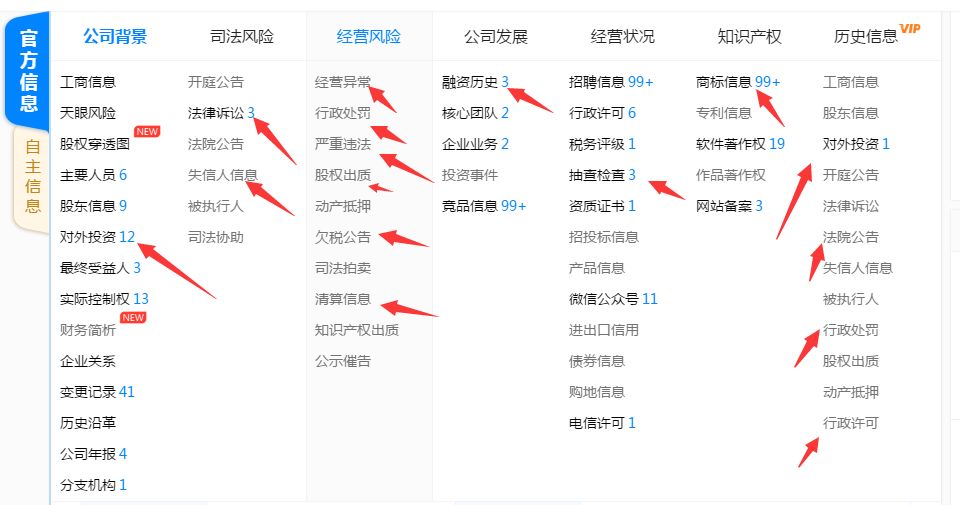 官方信息
自主信息
公司背景
工商信息
天眼风险
股权穿透图 NEW
主要人员 6
股东信息 9
对外投资 12
最终受益人 3
实际控制权 13
财务简析 NEW
企业关系
变更记录 41
历史沿革
公司年报 4
分支机构 1
司法风险
开庭公告
法律诉讼 3
法院公告
失信人信息
被执行人
司法协助
经营风险
经营异常
行政处罚
严重违法
股权出质
动产抵押
欠税公告
司法拍卖
清算信息
知识产权出质
公示催告
公司发展
融资历史 3
核心团队 2
企业业务 2
投资事件
竞品信息 99+
经营状况
招聘信息 99+
行政许可 6
税务评级 1
抽查检查 3
资质证书 1
招投标信息
产品信息
微信公众号 11
进出口信用
债券信息
购地信息
电信许可 1
知识产权
商标信息 99+
专利信息
软件著作权 19
作品著作权
网站备案 3
历史信息 VIP
工商信息
股东信息
对外投资 1
开庭公告
法律诉讼
法院公告
失信人信息
被执行人
行政处罚
股权出质
动产抵押
行政许可